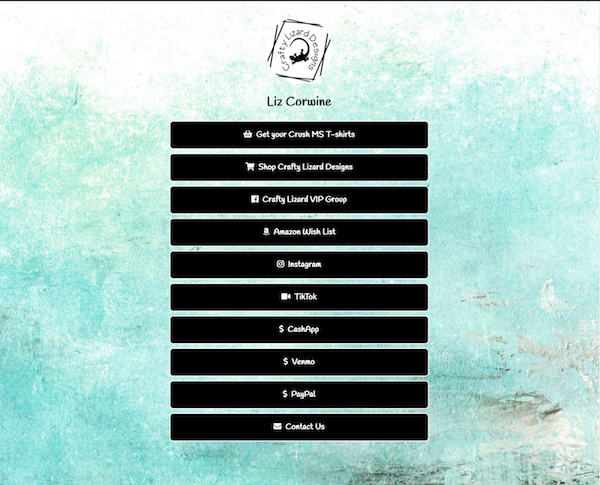 Crafty Lizard Designs
Liz Corwine
Get your Crush MS T-shirts
Shop Crafty Lizard Designs
Crafty Lizard VIP Group
Amazon Wish List
Instagram
TikTok
$ CashApp
$ Venmo
$ PayPal
Contact Us